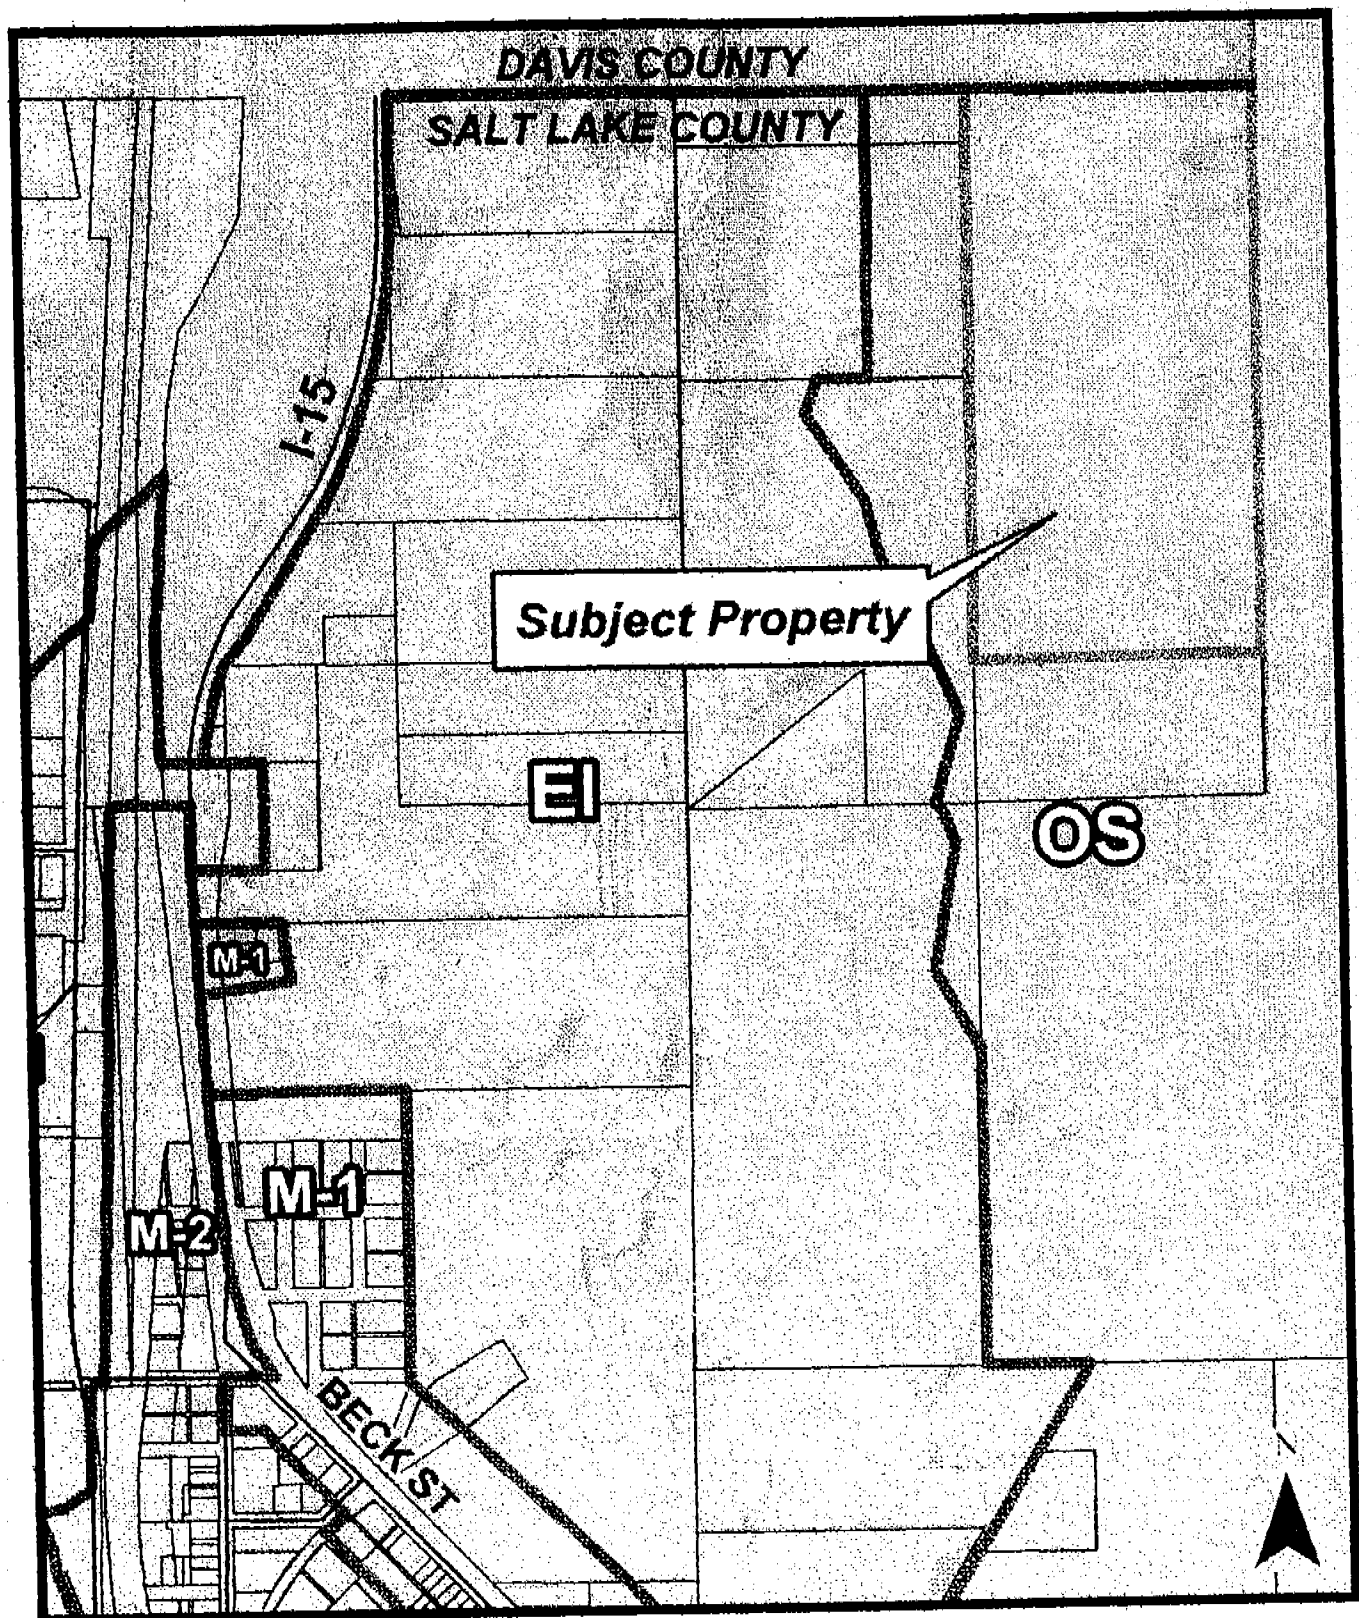 DAVIS COUNTY
SALT LAKE COUNTY
I-15
Subject Property
EI
OS
M-1
M-1
M-2
BECK ST